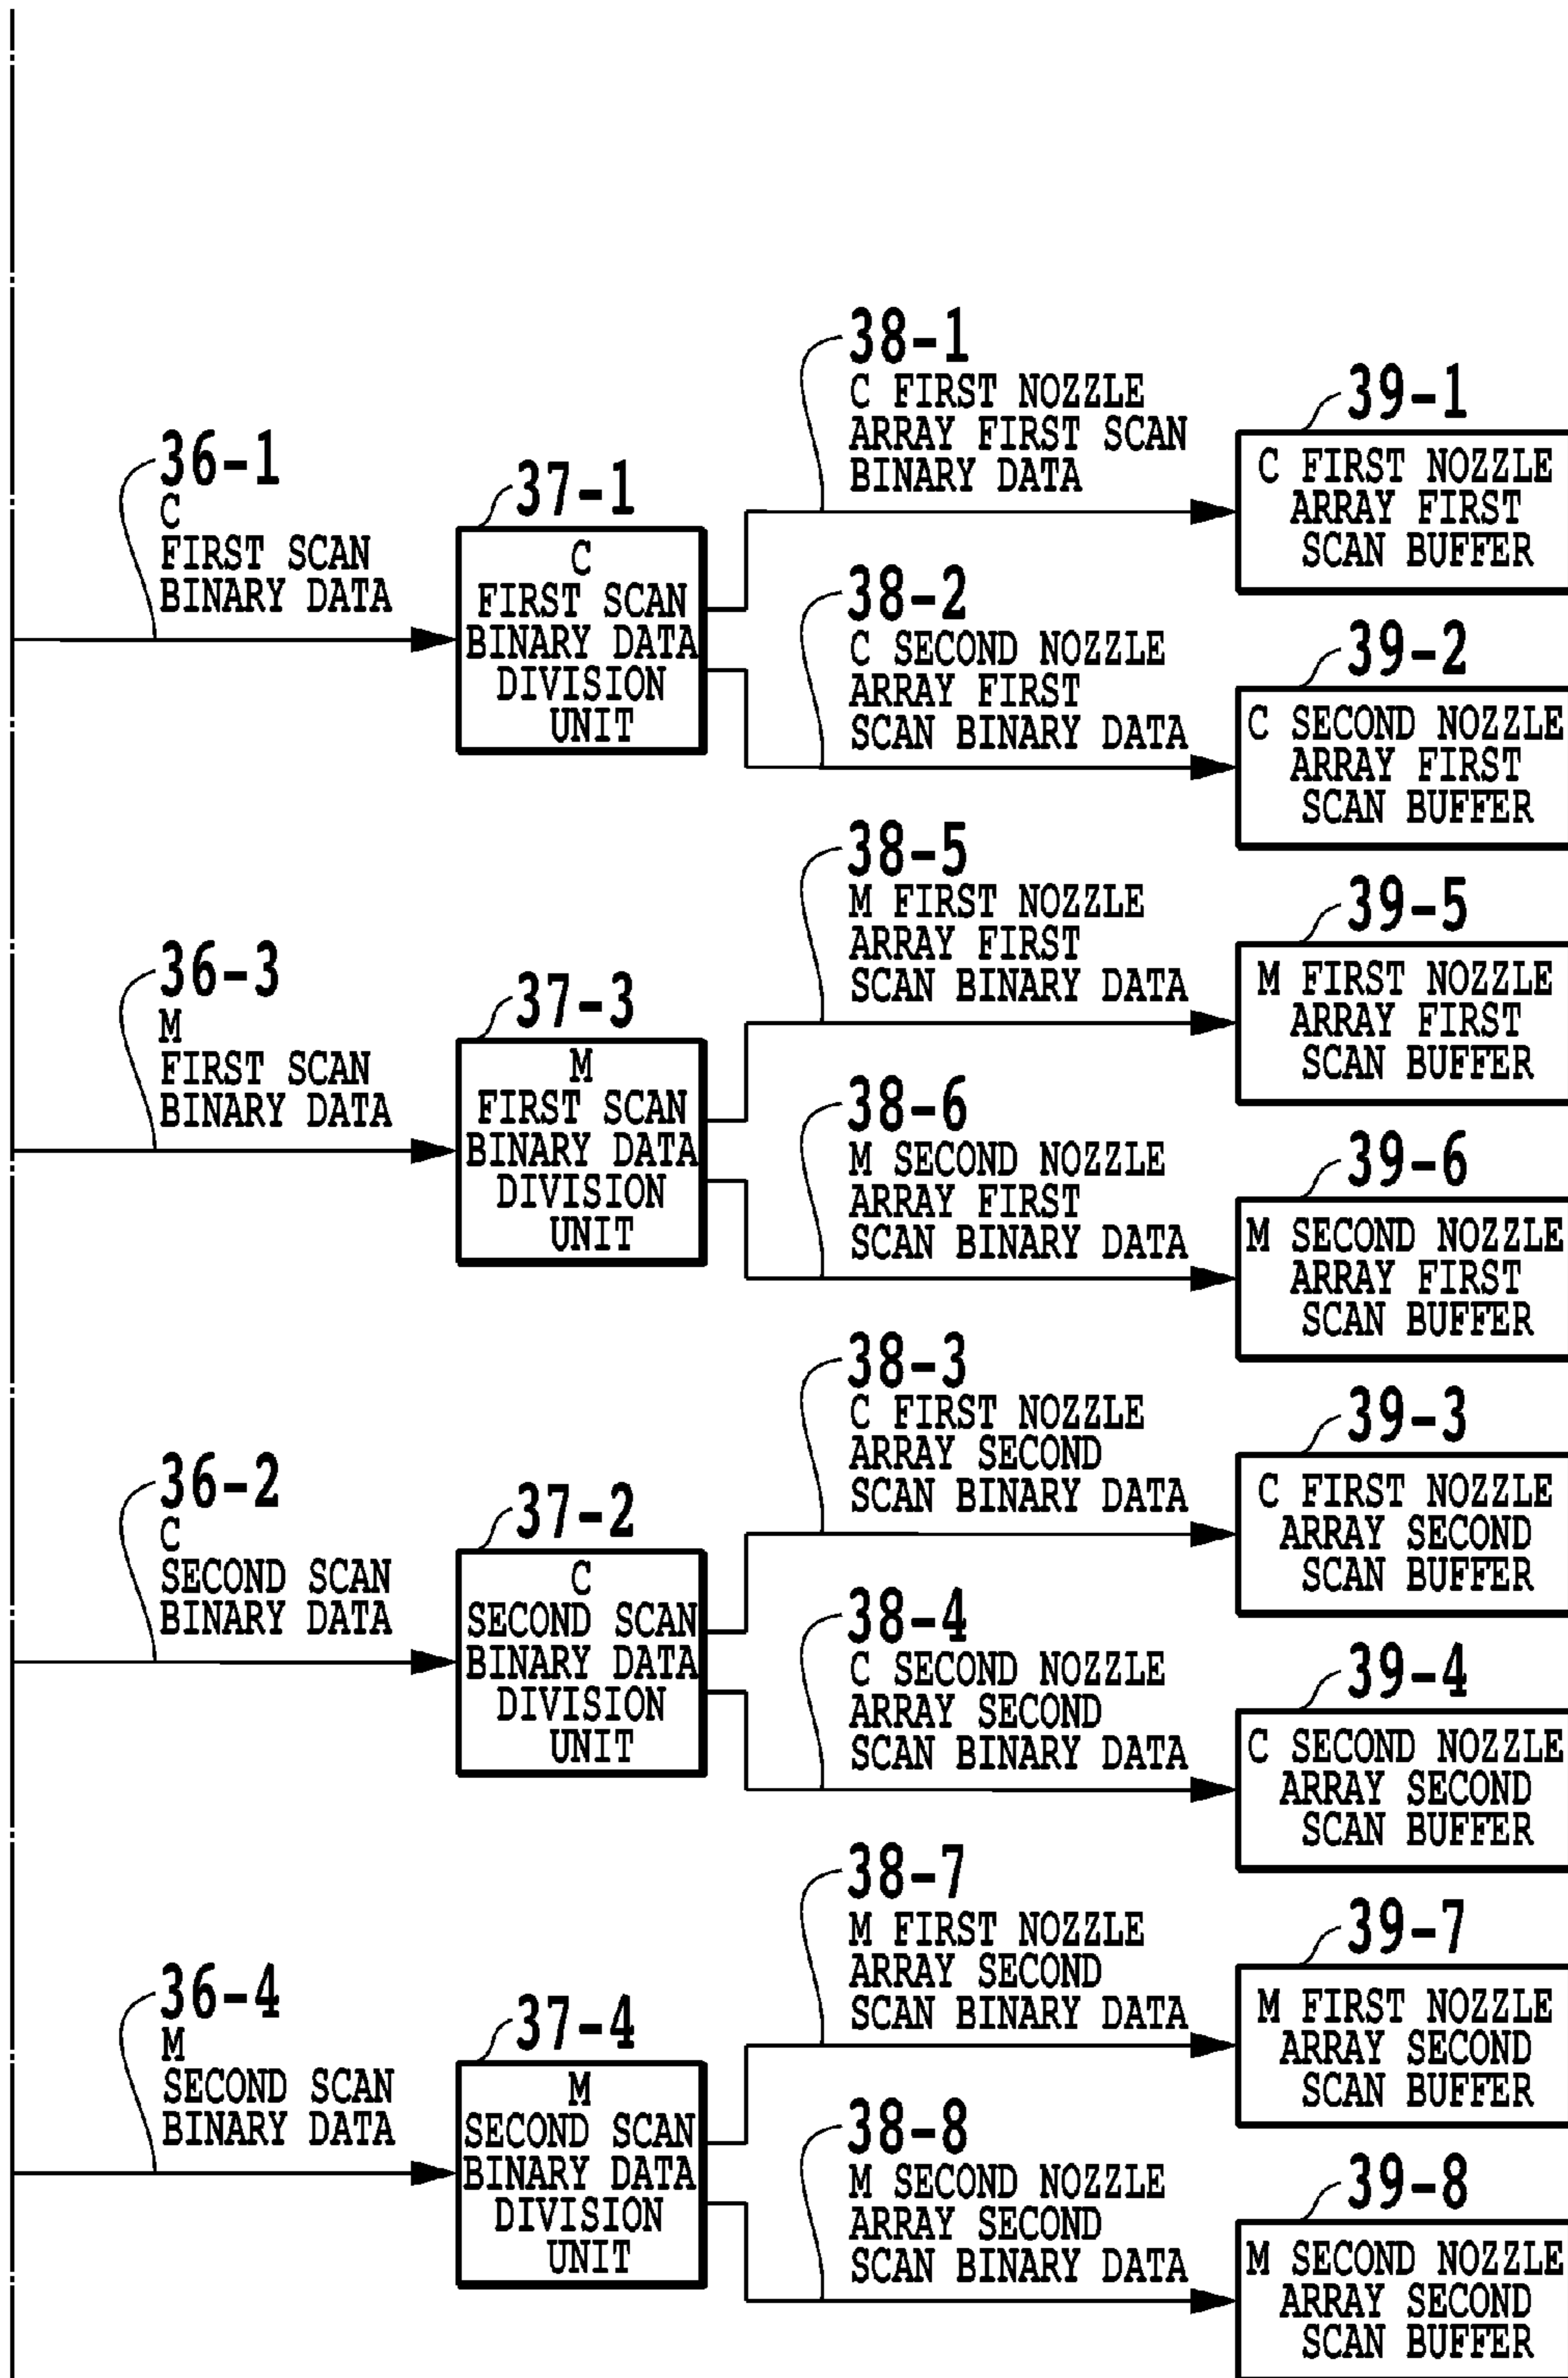 36-1
C
FIRST SCAN
BINARY DATA
37-1
C
FIRST SCAN
BINARY DATA
DIVISION
UNIT
38-1
C FIRST NOZZLE
ARRAY FIRST SCAN
BINARY DATA
39-1
C FIRST NOZZLE
ARRAY FIRST
SCAN BUFFER
38-2
C SECOND NOZZLE
ARRAY FIRST
SCAN BINARY DATA
39-2
C SECOND NOZZLE
ARRAY FIRST
SCAN BUFFER
36-3
M
FIRST SCAN
BINARY DATA
37-3
M
FIRST SCAN
BINARY DATA
DIVISION
UNIT
38-5
M FIRST NOZZLE
ARRAY FIRST
SCAN BINARY DATA
39-5
M FIRST NOZZLE
ARRAY FIRST
SCAN BUFFER
38-6
M SECOND NOZZLE
ARRAY FIRST
SCAN BINARY DATA
39-6
M SECOND NOZZLE
ARRAY FIRST
SCAN BUFFER
36-2
C
SECOND SCAN
BINARY DATA
37-2
C
SECOND SCAN
BINARY DATA
DIVISION
UNIT
38-3
C FIRST NOZZLE
ARRAY SECOND
SCAN BINARY DATA
39-3
C FIRST NOZZLE
ARRAY SECOND
SCAN BUFFER
38-4
C SECOND NOZZLE
ARRAY SECOND
SCAN BINARY DATA
39-4
C SECOND NOZZLE
ARRAY SECOND
SCAN BUFFER
36-4
M
SECOND SCAN
BINARY DATA
37-4
M
SECOND SCAN
BINARY DATA
DIVISION
UNIT
38-7
M FIRST NOZZLE
ARRAY SECOND
SCAN BINARY DATA
39-7
M FIRST NOZZLE
ARRAY SECOND
SCAN BUFFER
38-8
M SECOND NOZZLE
ARRAY SECOND
SCAN BINARY DATA
39-8
M SECOND NOZZLE
ARRAY SECOND
SCAN BUFFER